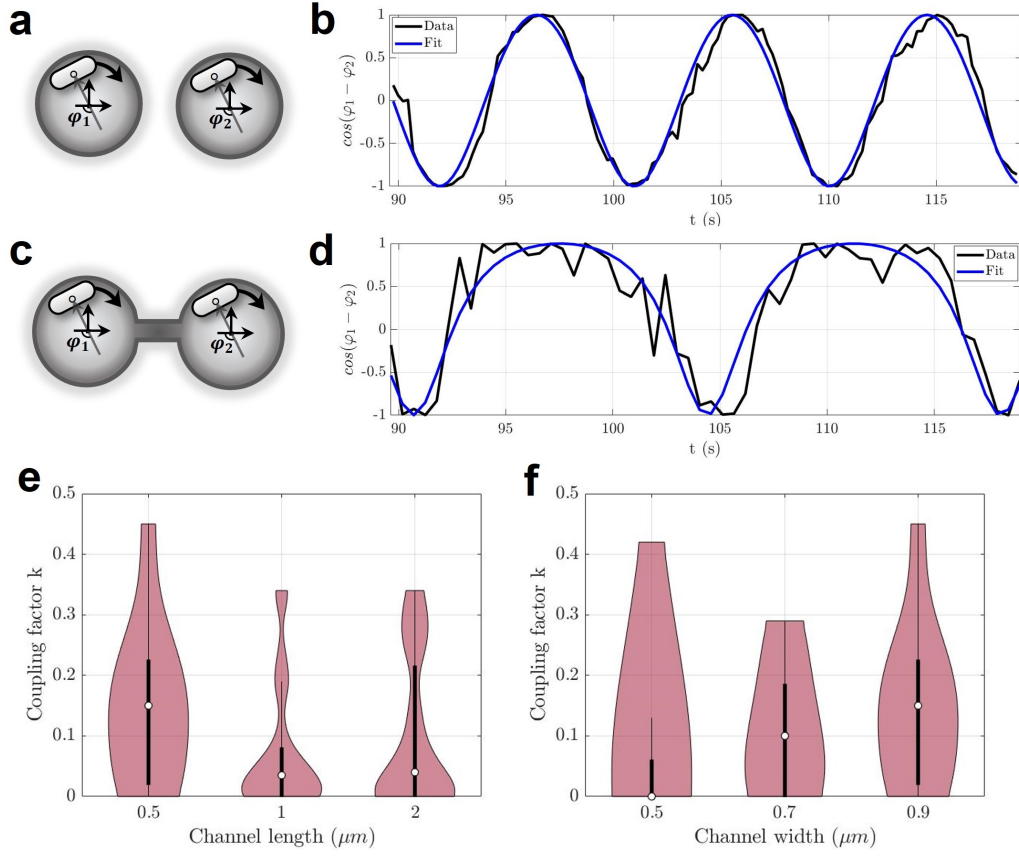 a
φ1
φ2
b
cos(φ1 − φ2)
1
0.5
0
-0.5
-1
Data
Fit
90
95
100
105
110
115
t (s)
c
φ1
φ2
d
cos(φ1 − φ2)
1
0.5
0
-0.5
-1
Data
Fit
90
95
100
105
110
115
t (s)
e
Coupling factor k
0.5
0.4
0.3
0.2
0.1
0
0.5
1
2
Channel length (μm)
f
Coupling factor k
0.5
0.4
0.3
0.2
0.1
0
0.5
0.7
0.9
Channel width (μm)